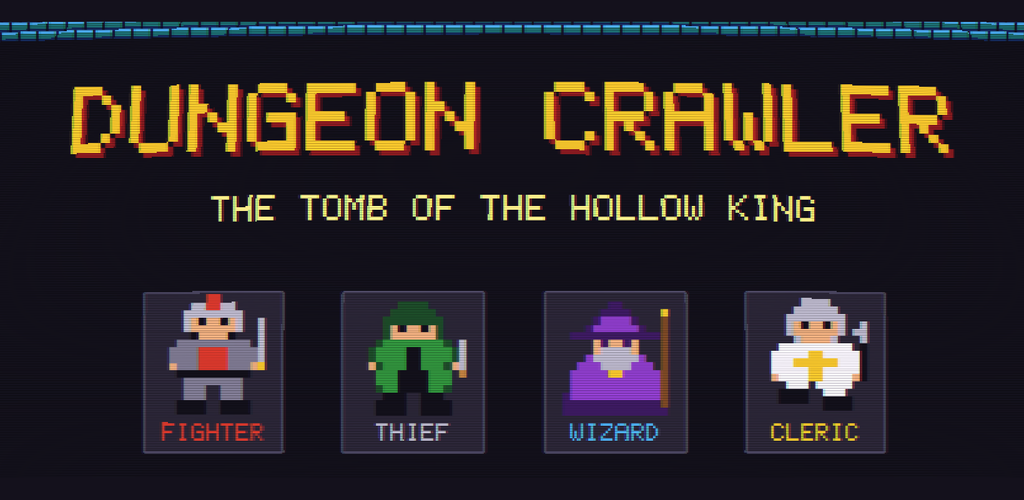 DUNGEON CRAWLER
THE TOMB OF THE HOLLOW KING
FIGHTER
THIEF
WIZARD
CLERIC